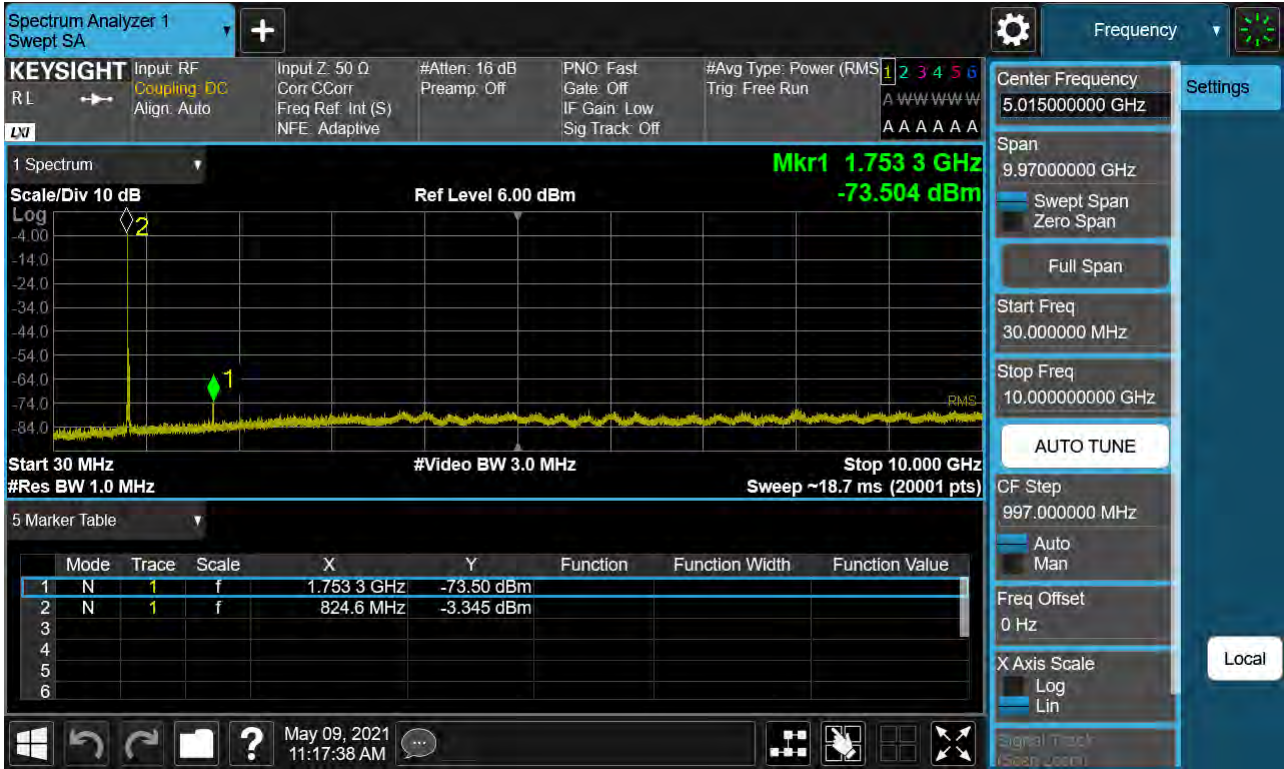 Spectrum Analyzer 1
Swept SA
+
Frequency
KEYSIGHT
RL
LXI
Input: RF
Coupling: DC
Align: Auto
Input Z: 50 Ω
Corr CCorr
Freq Ref: Int (S)
NFE: Adaptive
#Atten: 16 dB
Preamp: Off
PNO: Fast
Gate: Off
IF Gain: Low
Sig Track: Off
#Avg Type: Power (RMS
Trig: Free Run
1 2 3 4 5 6
A W W W W W
A A A A A A
1 Spectrum
Mkr1 1.753 3 GHz
Scale/Div 10 dB
Ref Level 6.00 dBm
-73.504 dBm
Log
2
-4.00
-14.0
-24.0
-34.0
-44.0
-54.0
-64.0
1
-74.0
RMS
-84.0
Start 30 MHz
#Video BW 3.0 MHz
Stop 10.000 GHz
#Res BW 1.0 MHz
Sweep ~18.7 ms (20001 pts)
5 Marker Table
Mode Trace Scale X Y Function Function Width Function Value
1 N 1 f 1.753 3 GHz -73.50 dBm
2 N 1 f 824.6 MHz -3.345 dBm
3
4
5
6
Center Frequency
5.015000000 GHz
Settings
Span
9.97000000 GHz
Swept Span
Zero Span
Full Span
Start Freq
30.000000 MHz
Stop Freq
10.000000000 GHz
AUTO TUNE
CF Step
997.000000 MHz
Auto
Man
Freq Offset
0 Hz
X Axis Scale
Log
Lin
Local
Signal Track
(Span Zoom)
?
May 09, 2021
11:17:38 AM